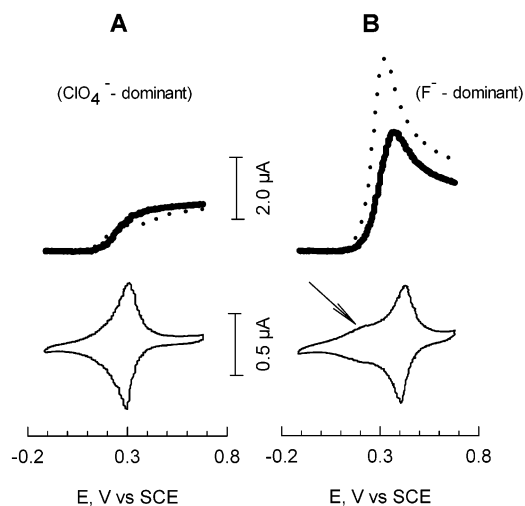 A B
(ClO4⁻- dominant) (F⁻- dominant)
2.0 µA
0.5 µA
-0.2 0.3 0.8 -0.2 0.3 0.8
E, V vs SCE E, V vs SCE